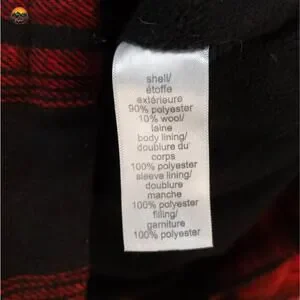 shell/
étoffe
extérieure
90% polyester
10% wool/
laine
body lining/
doublure du
corps
100% polyester
sleeve lining/
doublure
manche
100% polyester
filling/
garniture
100% polyester